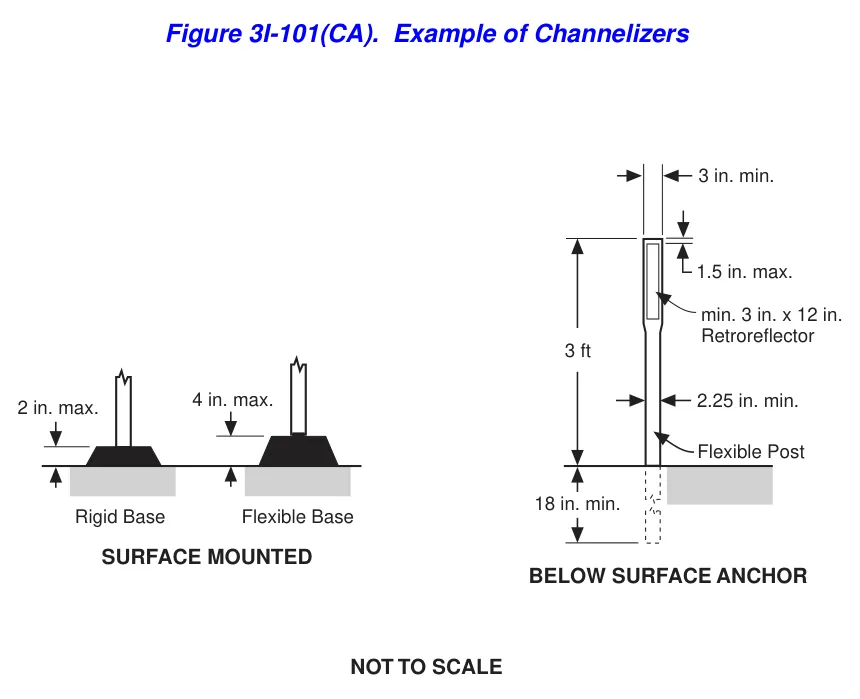 Figure 3I-101(CA).  Example of Channelizers
3 in. min.
1.5 in. max.
min. 3 in. x 12 in.
Retroreflector
3 ft
2.25 in. min.
Flexible Post
18 in. min.
2 in. max.
4 in. max.
Rigid Base
Flexible Base
SURFACE MOUNTED
BELOW SURFACE ANCHOR
NOT TO SCALE